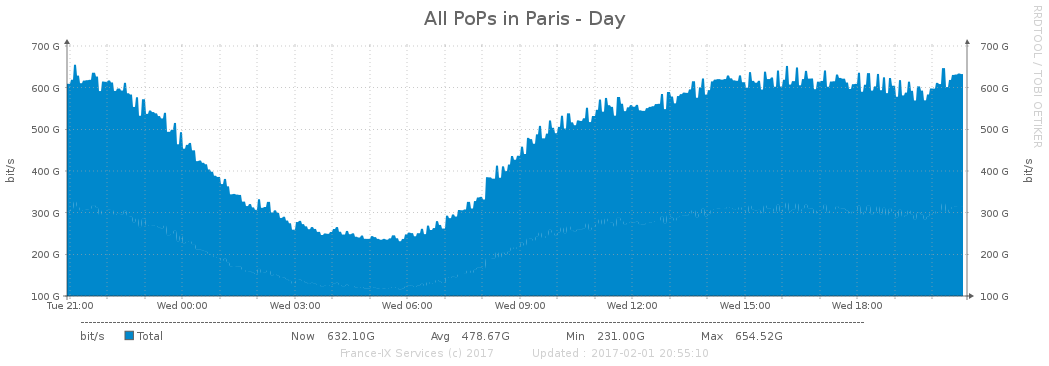 All PoPs in Paris - Day
RRDTOOL / TOBI OETIKER
700 G 700 G
600 G 600 G
500 G 500 G
400 G 400 G
300 G 300 G
200 G 200 G
100 G 100 G
bit/s bit/s
Tue 21:00 Wed 00:00 Wed 03:00 Wed 06:00 Wed 09:00 Wed 12:00 Wed 15:00 Wed 18:00
bit/s Total Now 632.10G Avg 478.67G Min 231.00G Max 654.52G
France-IX Services (c) 2017 Updated : 2017-02-01 20:55:10